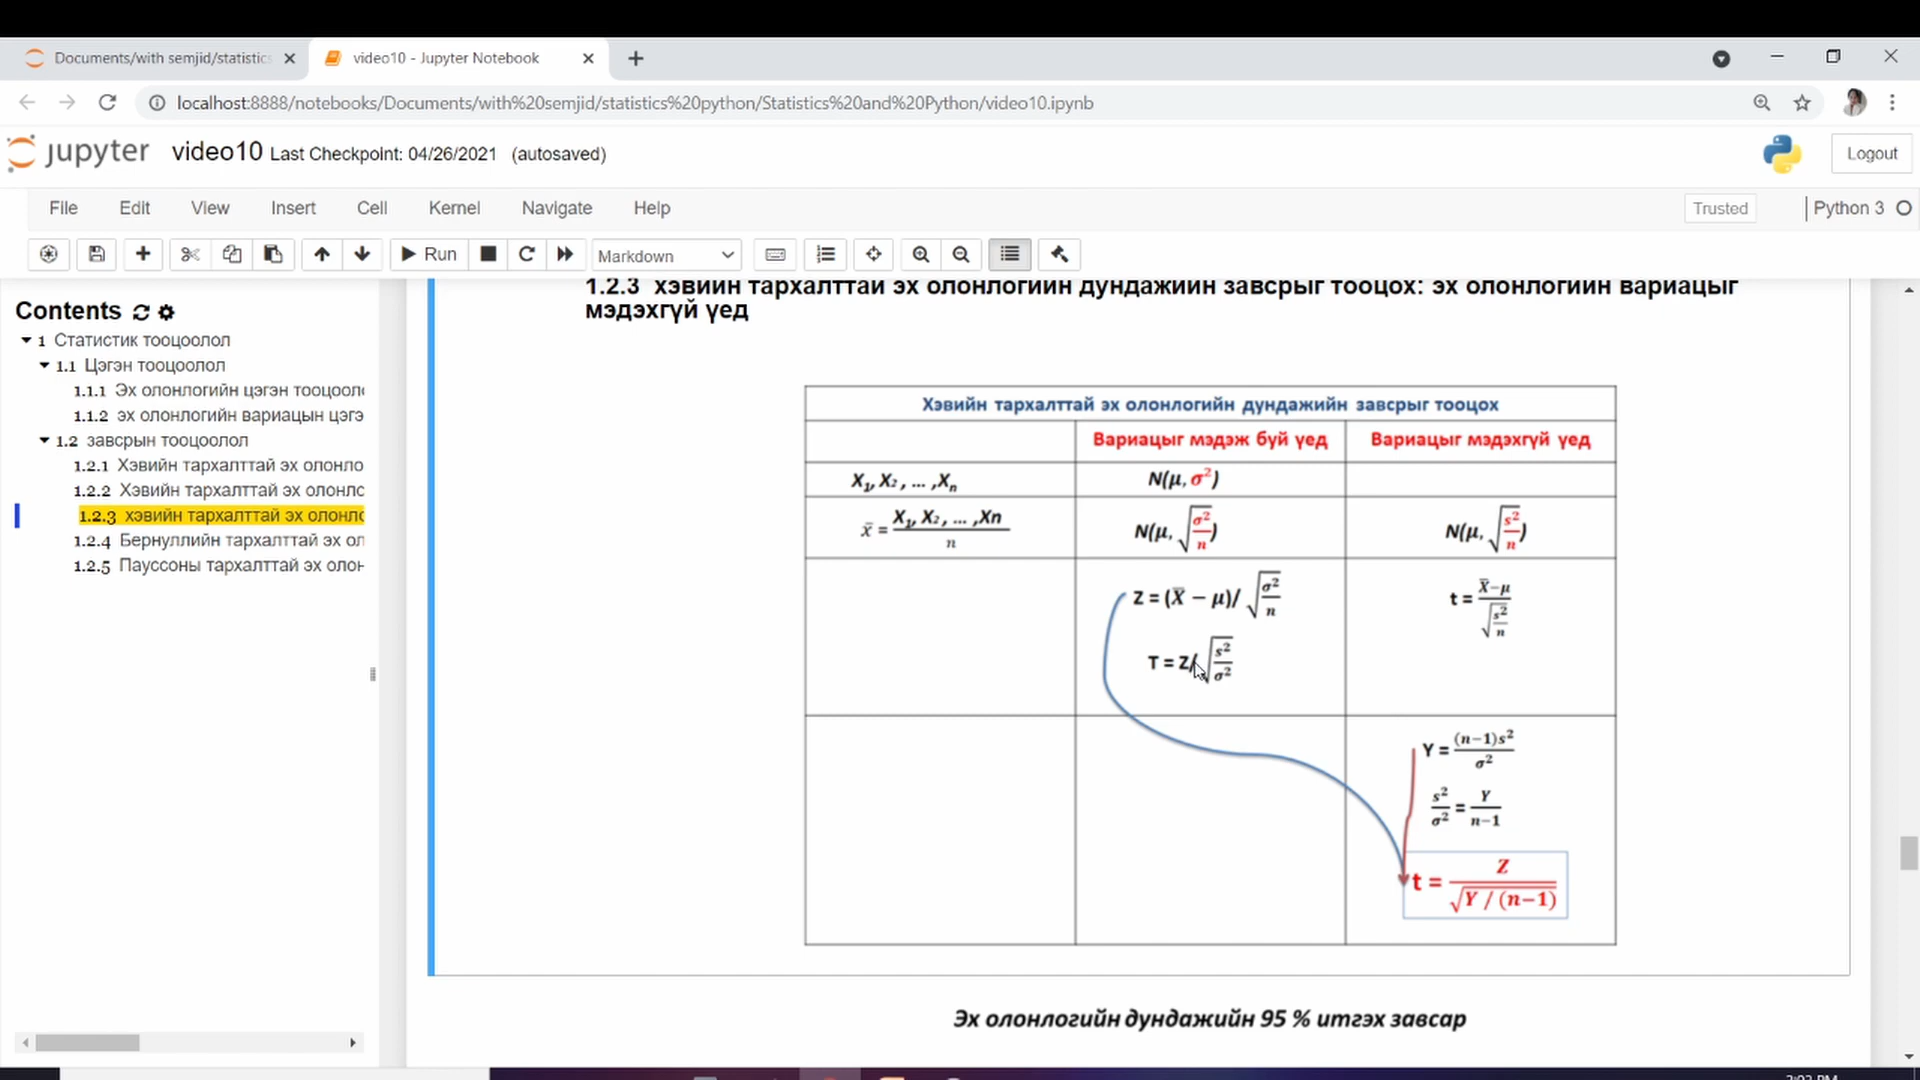 Documents/with semjid/statistics
video10 - Jupyter Notebook
localhost:8888/notebooks/Documents/with%20semjid/statistics%20python/Statistics%20and%20Python/video10.ipynb
jupyter video10 Last Checkpoint: 04/26/2021 (autosaved)
Logout
File Edit View Insert Cell Kernel Navigate Help
Trusted
Python 3
Run
Markdown
Contents
1 Статистик тооцоолол
1.1 Цэгэн тооцоолол
1.1.1 Эх олонлогийн цэгэн тооцоол
1.1.2 эх олонлогийн вариацын цэгэ
1.2 завсрын тооцоолол
1.2.1 Хэвийн тархалттай эх олонло
1.2.2 Хэвийн тархалттай эх олонлс
1.2.3 хэвийн тархалттай эх олонлс
1.2.4 Бернуллийн тархалттай эх ол
1.2.5 Пауссоны тархалттай эх олон
1.2.3 хэвийн тархалттай эх олонлогийн дундажийн завсрыг тооцох: эх олонлогийн вариацыг
мэдэхгүй үед
Хэвийн тархалттай эх олонлогийн дундажийн завсрыг тооцох
Вариацыг мэдэж буй үед
Вариацыг мэдэхгүй үед
X₁, X₂ , ... ,Xₙ
N(μ, σ²)
x̄ = X₁, X₂ , ... ,Xn / n
N(μ, √(σ²/n))
N(μ, √(s²/n))
Z = (X̄ − μ)/ √(σ²/n)
t = (X̄−μ)/√(s²/n)
T = Z/√(s²/σ²)
Y = (n−1)s²/σ²
s²/σ² = Y/(n−1)
t = Z/√(Y / (n−1))
Эх олонлогийн дундажийн 95 % итгэх завсар